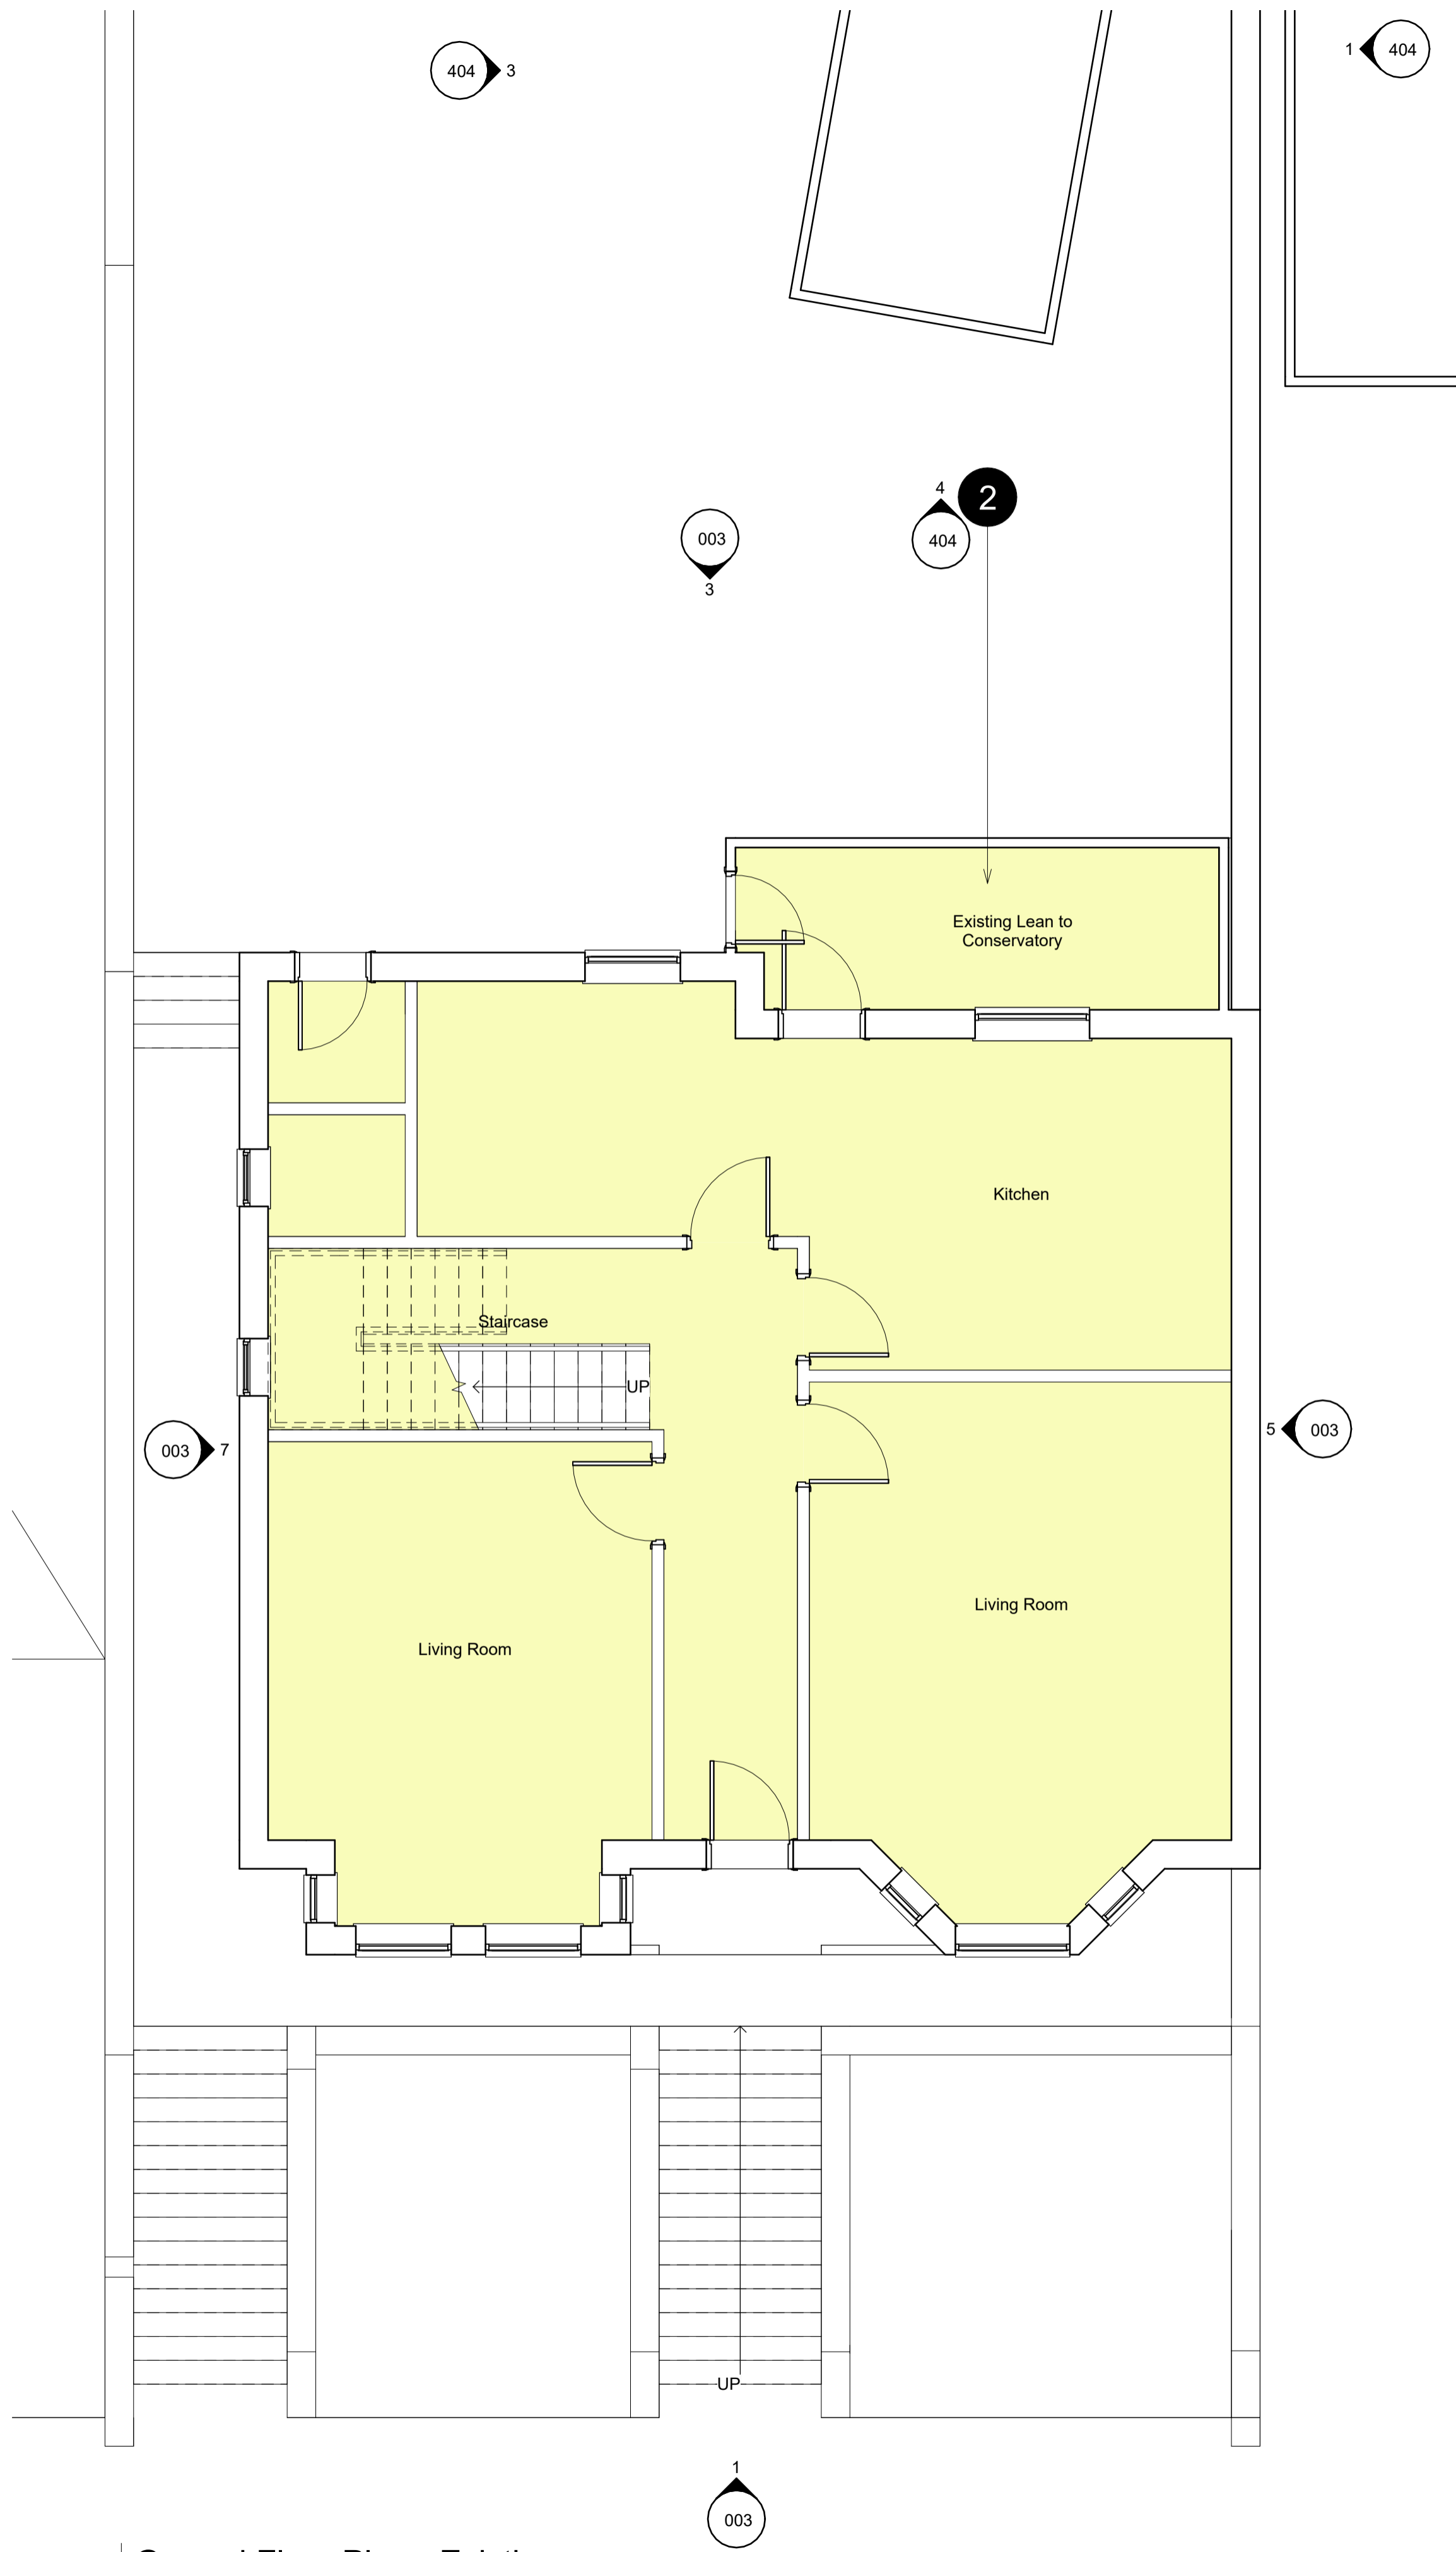 404
3
1
404
4
2
404
003
3
Existing Lean to
Conservatory
Kitchen
Staircase
UP
003
7
5
003
Living Room
Living Room
UP
1
003